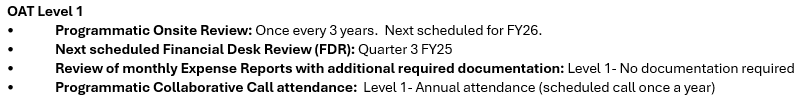 OAT Level 1
• Programmatic Onsite Review: Once every 3 years.  Next scheduled for FY26.
• Next scheduled Financial Desk Review (FDR): Quarter 3 FY25
• Review of monthly Expense Reports with additional required documentation: Level 1- No documentation required
• Programmatic Collaborative Call attendance:  Level 1- Annual attendance (scheduled call once a year)